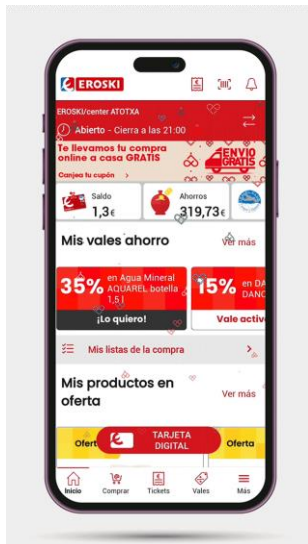 EROSKI
EROSKI/center ATOTXA
Abierto - Cierra a las 21:00
Te llevamos tu compra
online a casa GRATIS
Canjea tu cupón >
ENVÍO
GRATIS
Saldo
1,3€
Ahorros
319,73€
Mis vales ahorro
Ver más
35% en Agua Mineral
AQUAREL botella
1,5 l
¡Lo quiero!
15% en DA
DANO
Vale activ
Mis listas de la compra
Mis productos en
oferta
Ver más
Ofert
TARJETA
DIGITAL
Oferta
Inicio
Comprar
Tickets
Vales
Más